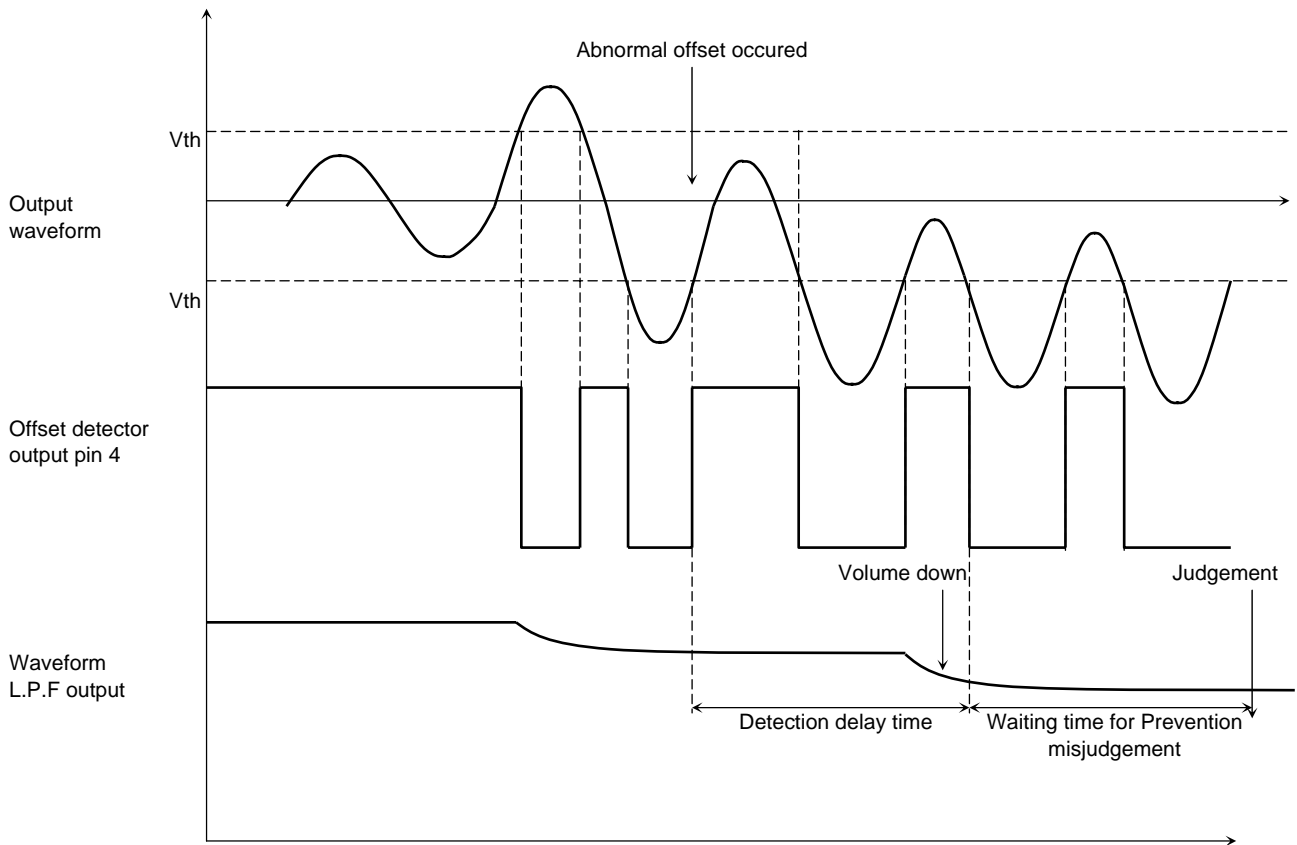 Abnormal offset occured
Vth
Output
waveform
Vth
Offset detector
output pin 4
Volume down
Judgement
Waveform
L.P.F output
Detection delay time
Waiting time for Prevention
misjudgement